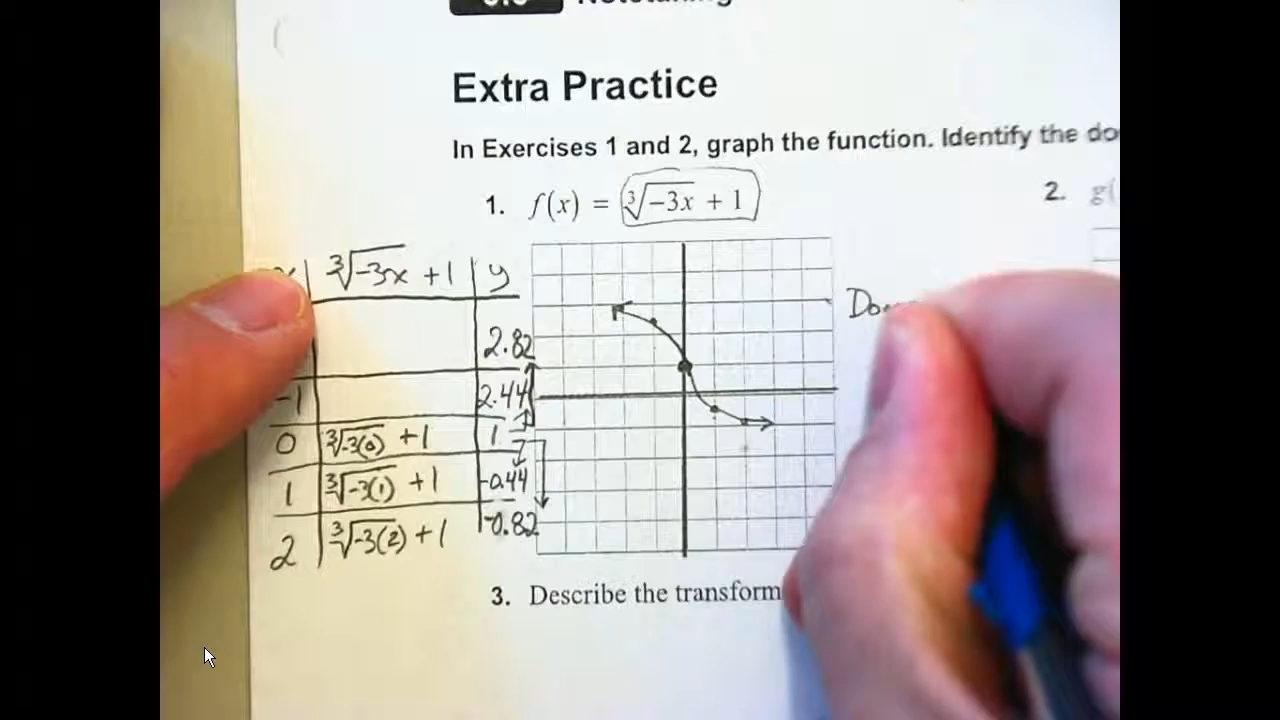 Extra Practice
In Exercises 1 and 2, graph the function. Identify the do
1. f(x) = ∛-3x + 1
2. g(
∛-3x + 1 y
2.82
-1 2.44
0 ∛-3(0) + 1 1
1 ∛-3(1) + 1 -0.44
2 ∛-3(2) + 1 -0.82
Do
3. Describe the transform